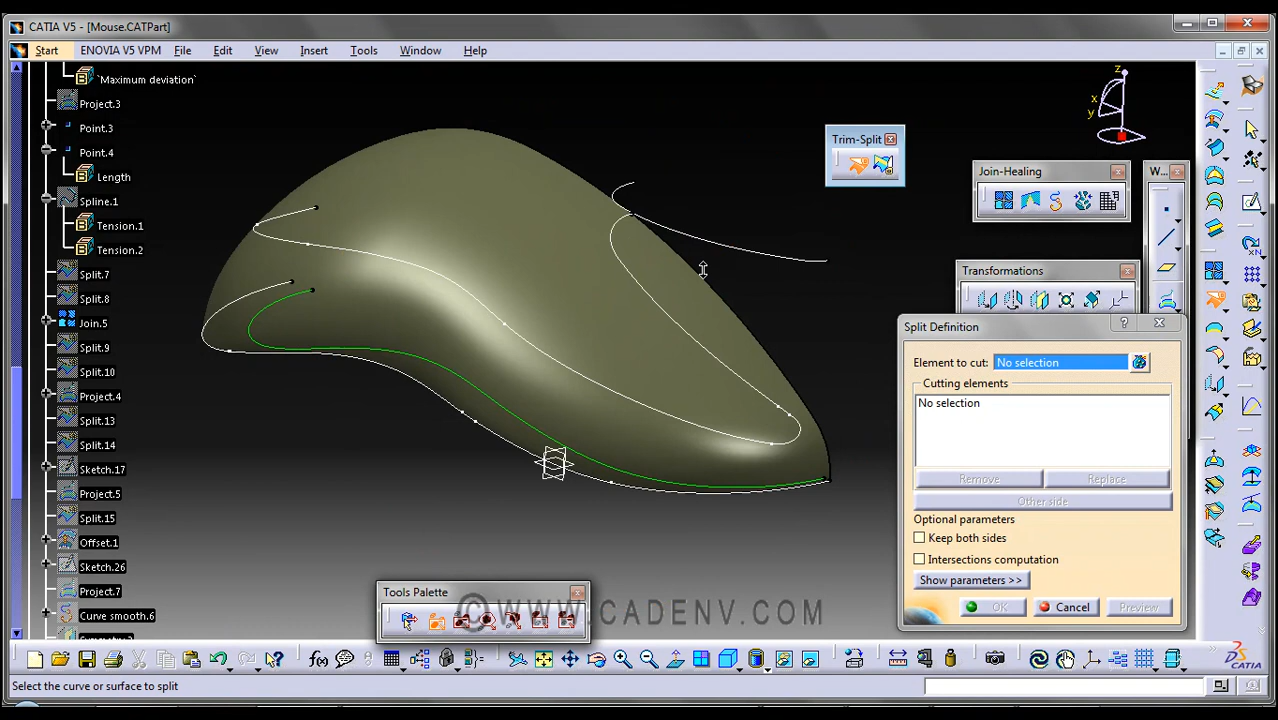 CATIA V5 - [Mouse.CATPart]
Start ENOVIA V5 VPM File Edit View Insert Tools Window Help
`Maximum deviation`
Project.3
Point.3
Point.4
Length
Spline.1
Tension.1
Tension.2
Split.7
Split.8
Join.5
Split.9
Split.10
Project.4
Split.13
Split.14
Sketch.17
Project.5
Split.15
Offset.1
Sketch.26
Project.7
Curve smooth.6
z
x
y
Trim-Split
Join-Healing
W...
Transformations
Split Definition
Element to cut: No selection
Cutting elements
No selection
Remove Replace
Other side
Optional parameters
Keep both sides
Intersections computation
Show parameters >>
OK Cancel Preview
Tools Palette
© WWW.CADENV.COM
f(x)
DS CATIA
Select the curve or surface to split